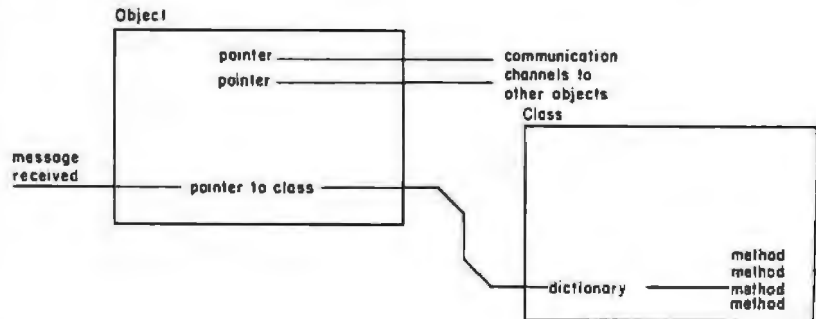 Object
pointer
pointer
communication
channels to
other objects
Class
message
received
pointer to class
dictionary
method
method
method
method